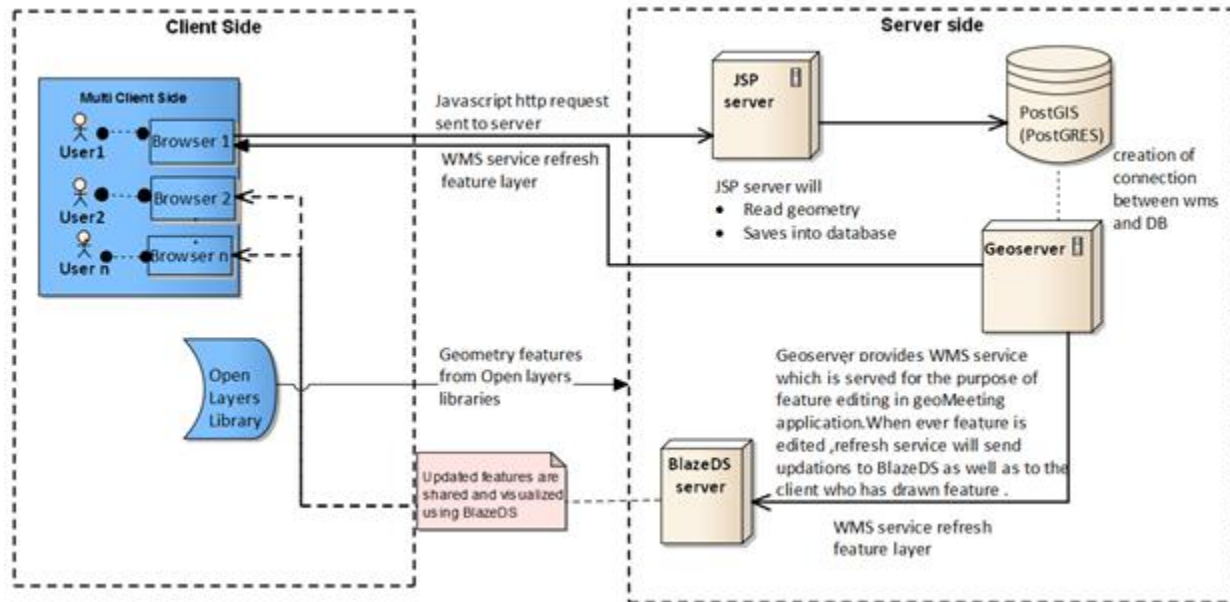 Client Side
Server side
Multi Client Side
User1
Browser 1
User2
Browser 2
User n
Browser n
Javascript http request
sent to server
WMS service refresh
feature layer
JSP
server
JSP server will
• Read geometry
• Saves into database
PostGIS
(PostGRES)
creation of
connection
between wms
and DB
Geoserver
Open
Layers
Library
Geometry features
from Open layers
libraries
Geoserver provides WMS service
which is served for the purpose of
feature editing in geoMeeting
application.When ever feature is
edited ,refresh service will send
updations to BlazeDS as well as to the
client who has drawn feature .
BlazeDS
server
Updated features are
shared and visualized
using BlazeDS
WMS service refresh
feature layer